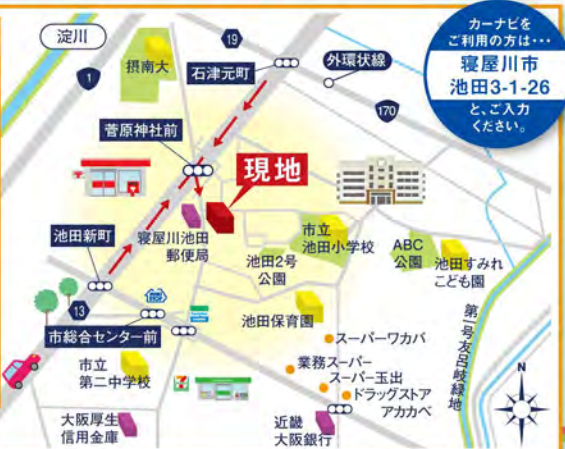 淀川
1
摂南大
19
石津元町
外環状線
170
カーナビを
ご利用の方は…
寝屋川市
池田3-1-26
と、ご入力
ください。
菅原神社前
現地
寝屋川池田
郵便局
池田新町
池田2号
公園
市立
池田小学校
ABC
公園
池田すみれ
こども園
13
市総合センター前
池田保育園
第一号友呂岐緑地
スーパーワカバ
業務スーパー
スーパー玉出
ドラッグストア
アカカベ
市立
第二中学校
大阪厚生
信用金庫
近畿
大阪銀行
N